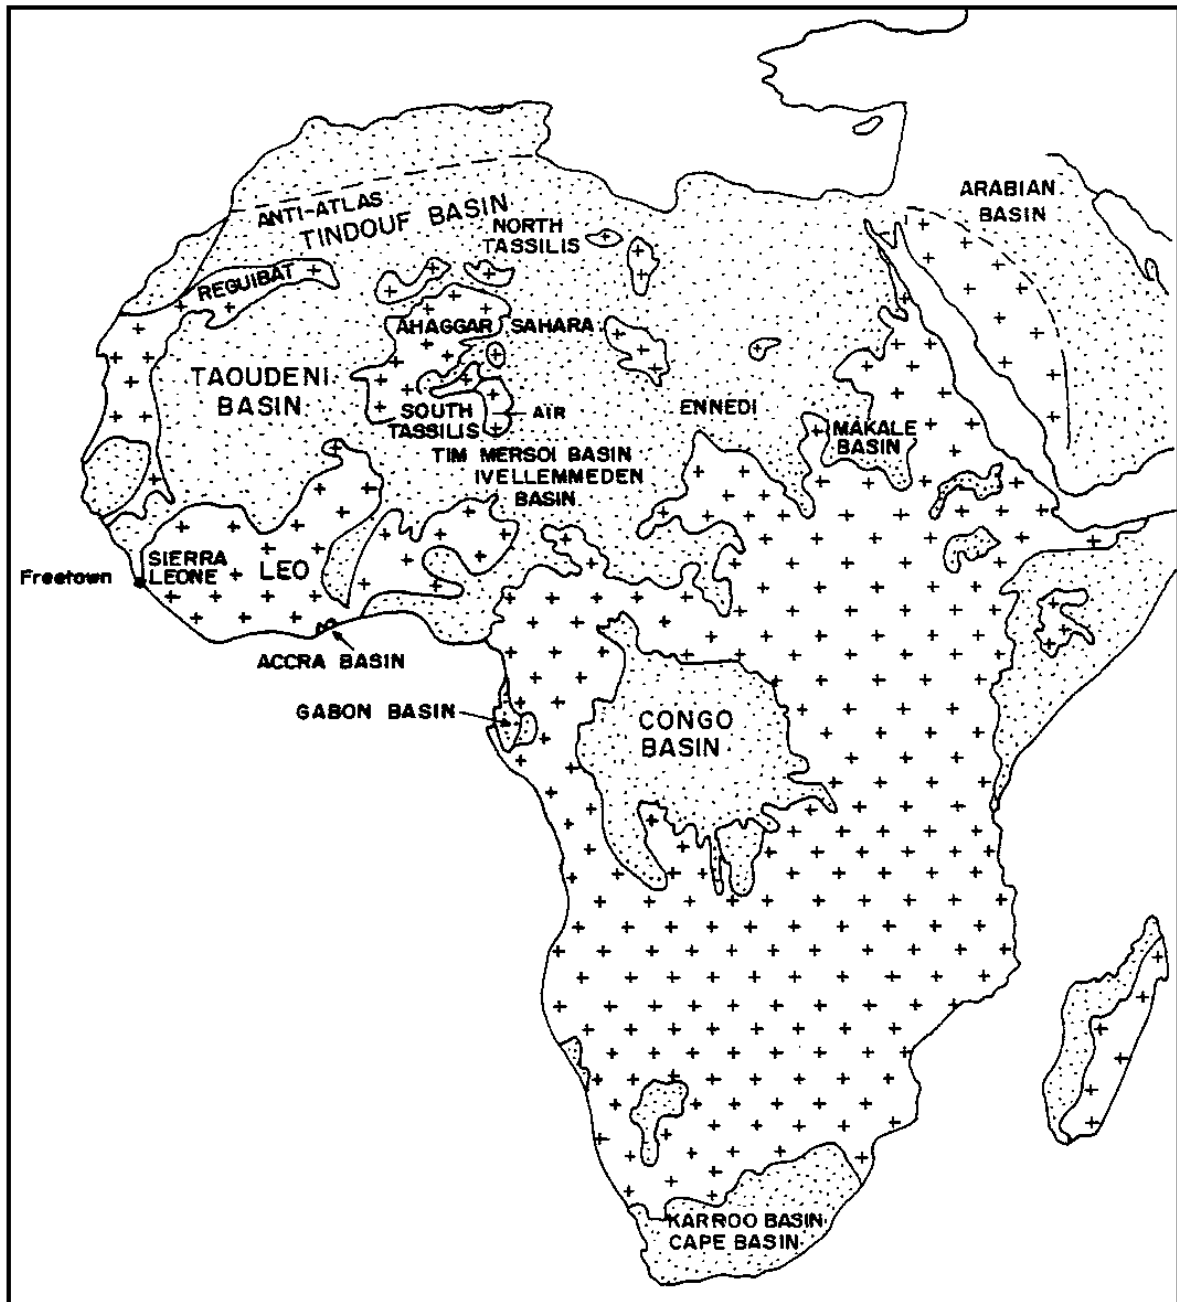 ARABIAN
BASIN
ANTI-ATLAS
TINDOUF BASIN
NORTH
TASSILIS
REGUIBAT
AHAGGAR
SAHARA
TAOUDENI
BASIN
SOUTH
TASSILIS
AIR
ENNEDI
MAKALE
BASIN
TIM MERSOI BASIN
IVELLEMMEDEN
BASIN
SIERRA
LEONE
LEO
Freetown
ACCRA BASIN
GABON BASIN
CONGO
BASIN
KARROO BASIN
CAPE BASIN